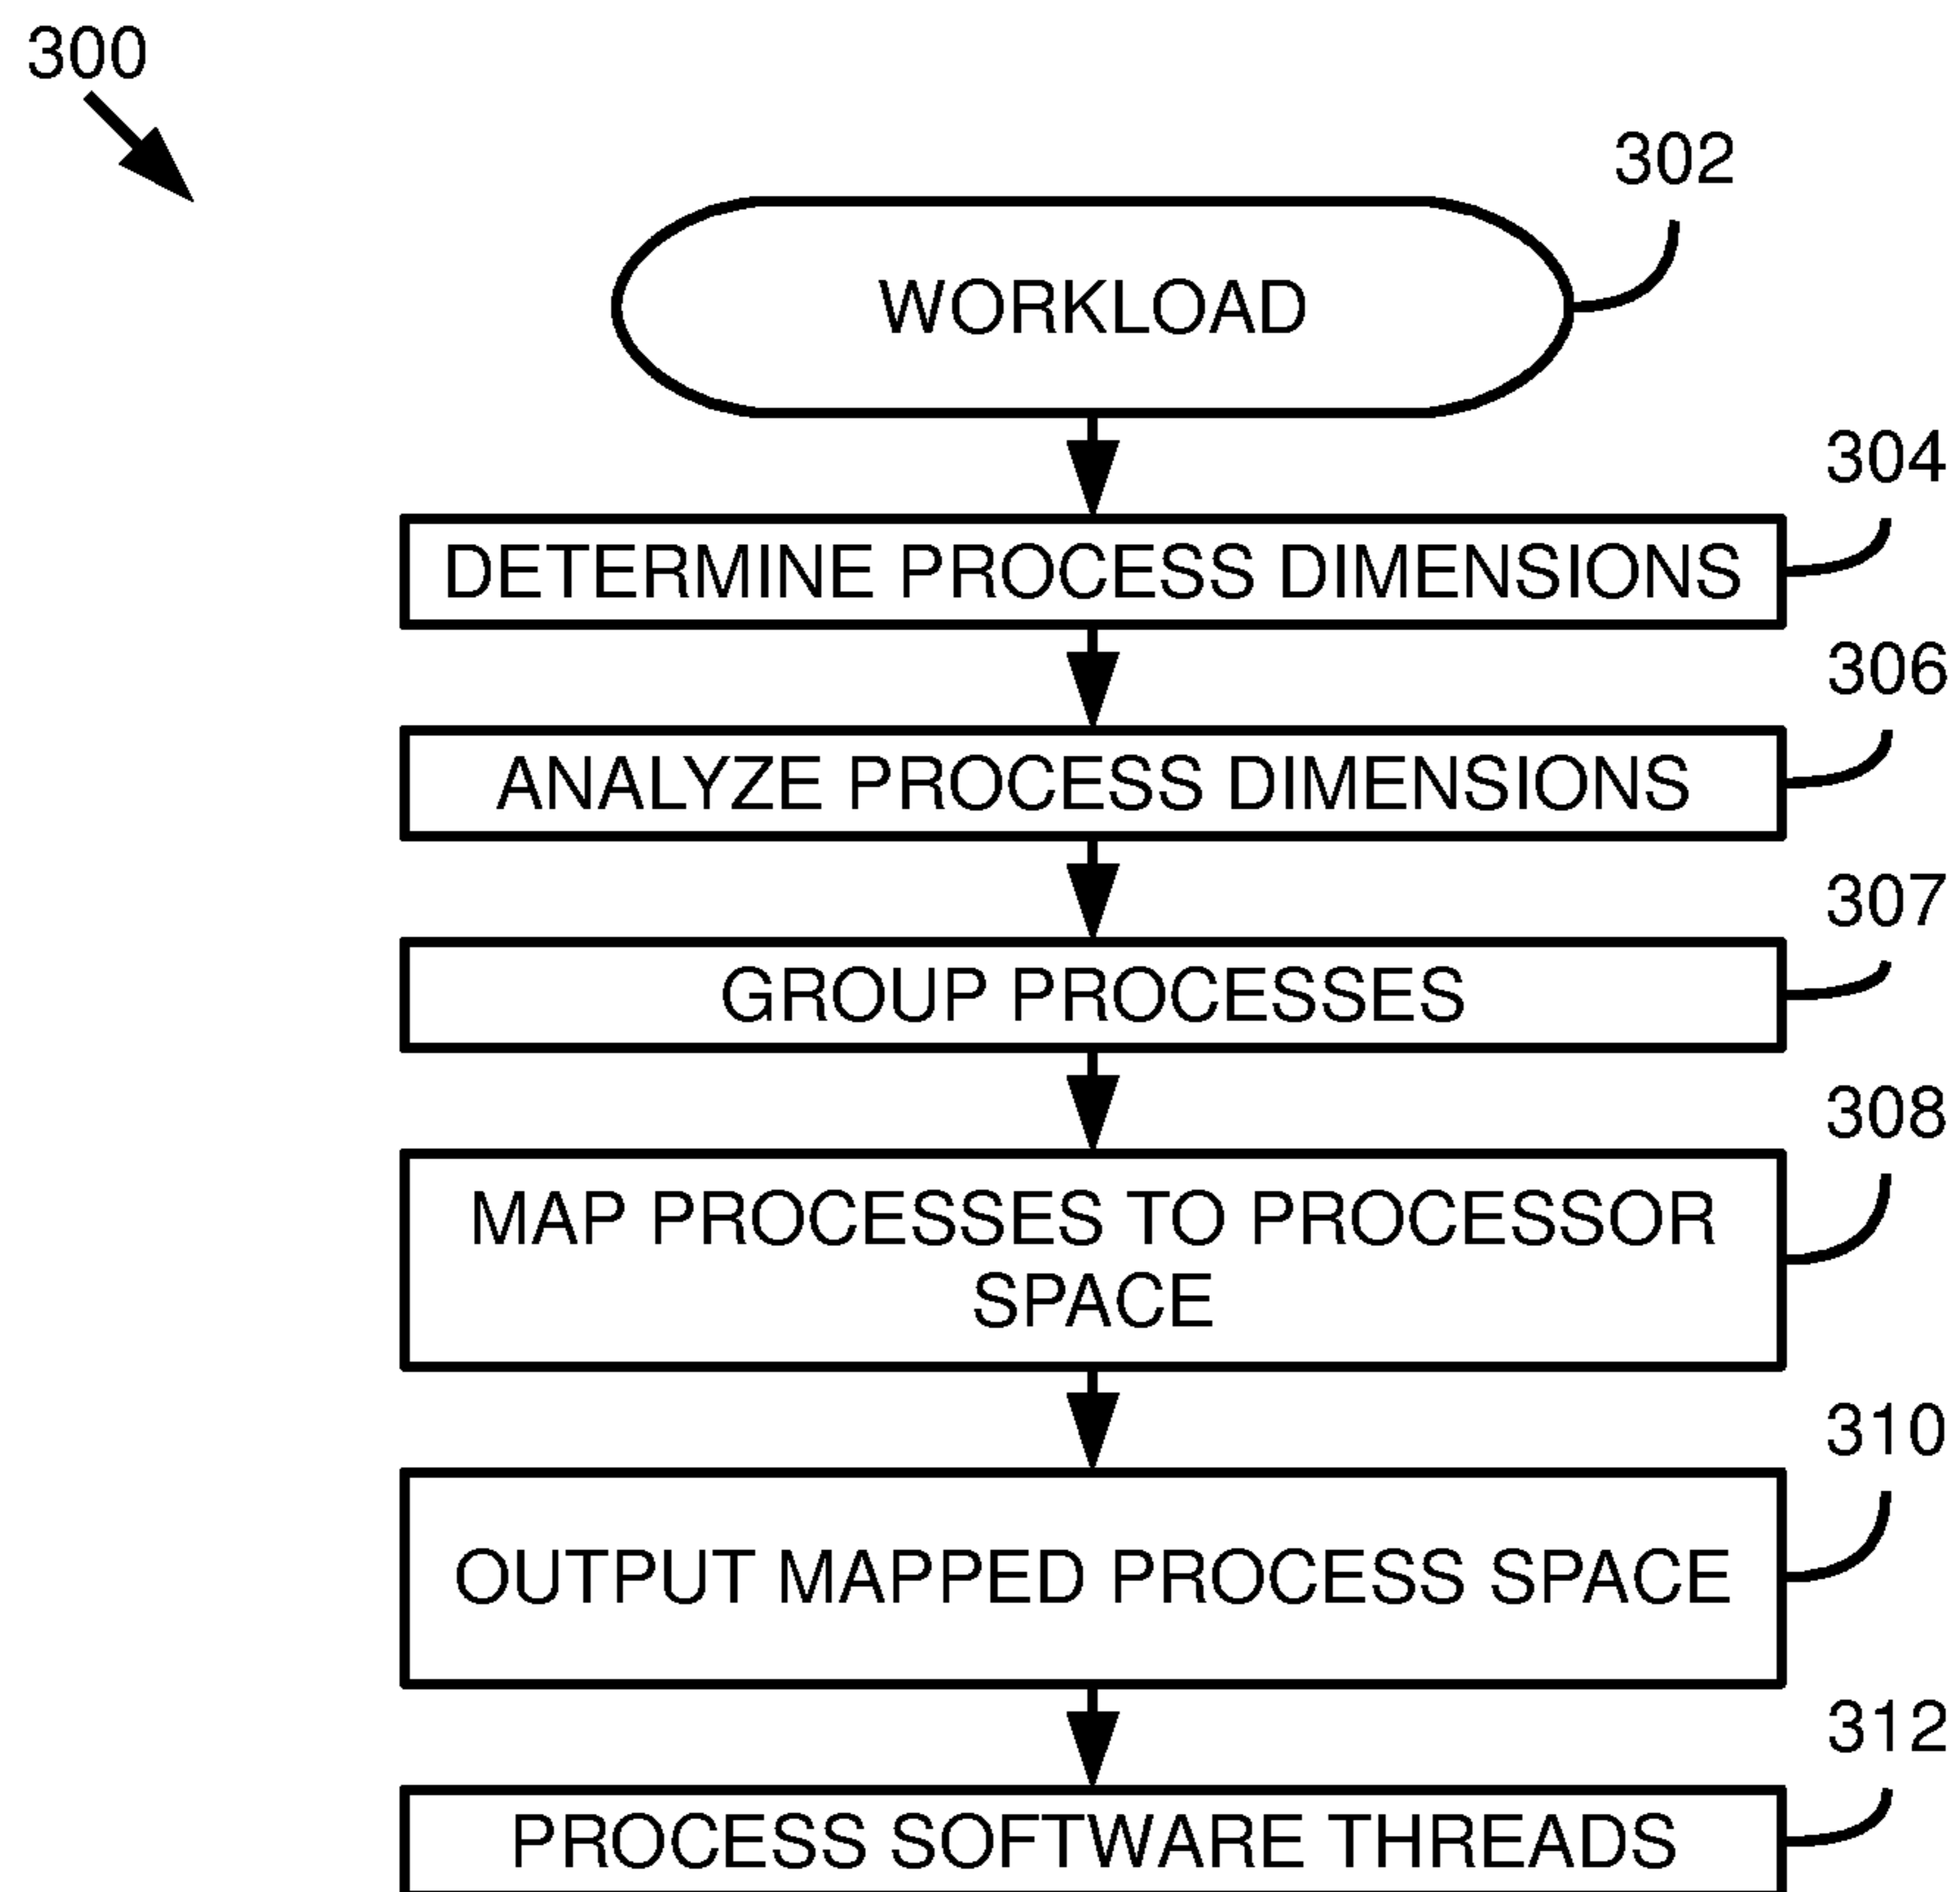 300
302
WORKLOAD
304
DETERMINE PROCESS DIMENSIONS
306
ANALYZE PROCESS DIMENSIONS
307
GROUP PROCESSES
308
MAP PROCESSES TO PROCESSOR
SPACE
310
OUTPUT MAPPED PROCESS SPACE
312
PROCESS SOFTWARE THREADS